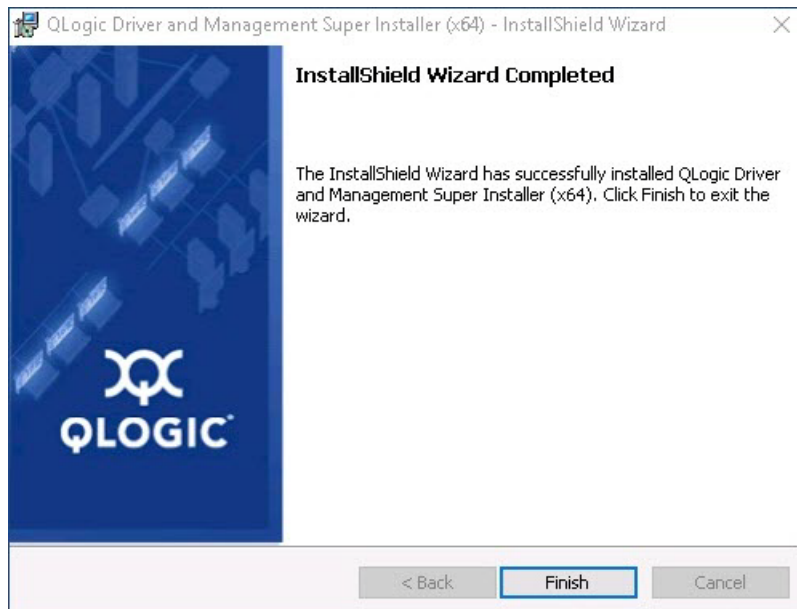 QLogic Driver and Management Super Installer (x64) - InstallShield Wizard
InstallShield Wizard Completed
The InstallShield Wizard has successfully installed QLogic Driver
and Management Super Installer (x64). Click Finish to exit the
wizard.
QLOGIC
< Back
Finish
Cancel